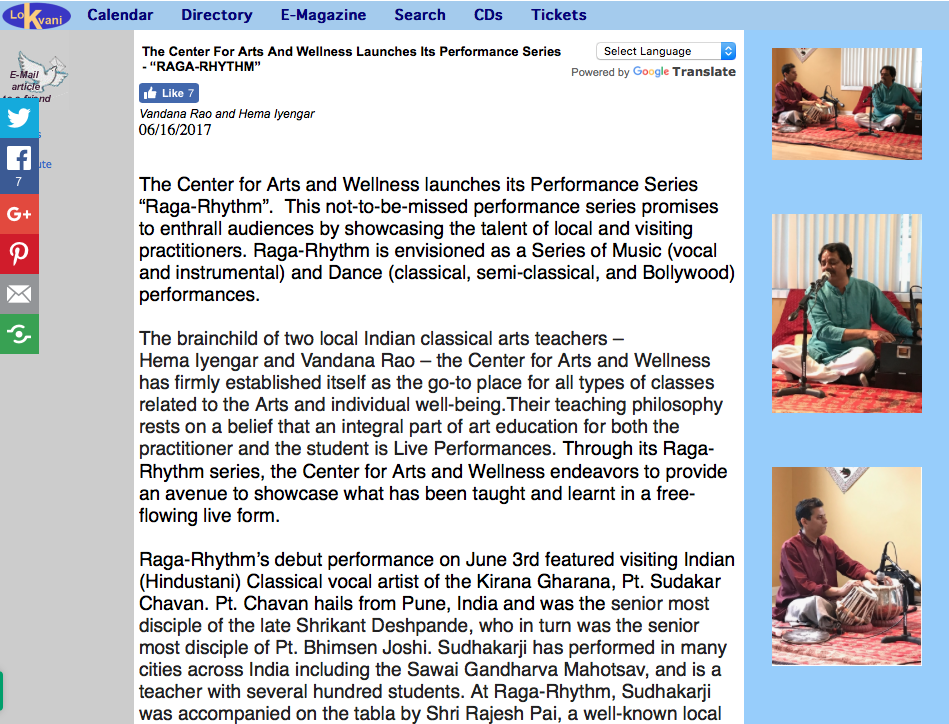 LoKvani
Calendar Directory E-Magazine Search CDs Tickets
E-Mail
article
to a friend
The Center For Arts And Wellness Launches Its Performance Series
- “RAGA-RHYTHM”
Select Language
Powered by Google Translate
Like 7
Vandana Rao and Hema Iyengar
06/16/2017
7
G+
The Center for Arts and Wellness launches its Performance Series
“Raga-Rhythm”. This not-to-be-missed performance series promises
to enthrall audiences by showcasing the talent of local and visiting
practitioners. Raga-Rhythm is envisioned as a Series of Music (vocal
and instrumental) and Dance (classical, semi-classical, and Bollywood)
performances.
The brainchild of two local Indian classical arts teachers –
Hema Iyengar and Vandana Rao – the Center for Arts and Wellness
has firmly established itself as the go-to place for all types of classes
related to the Arts and individual well-being.Their teaching philosophy
rests on a belief that an integral part of art education for both the
practitioner and the student is Live Performances. Through its Raga-
Rhythm series, the Center for Arts and Wellness endeavors to provide
an avenue to showcase what has been taught and learnt in a free-
flowing live form.
Raga-Rhythm’s debut performance on June 3rd featured visiting Indian
(Hindustani) Classical vocal artist of the Kirana Gharana, Pt. Sudakar
Chavan. Pt. Chavan hails from Pune, India and was the senior most
disciple of the late Shrikant Deshpande, who in turn was the senior
most disciple of Pt. Bhimsen Joshi. Sudhakarji has performed in many
cities across India including the Sawai Gandharva Mahotsav, and is a
teacher with several hundred students. At Raga-Rhythm, Sudhakarji
was accompanied on the tabla by Shri Rajesh Pai, a well-known local